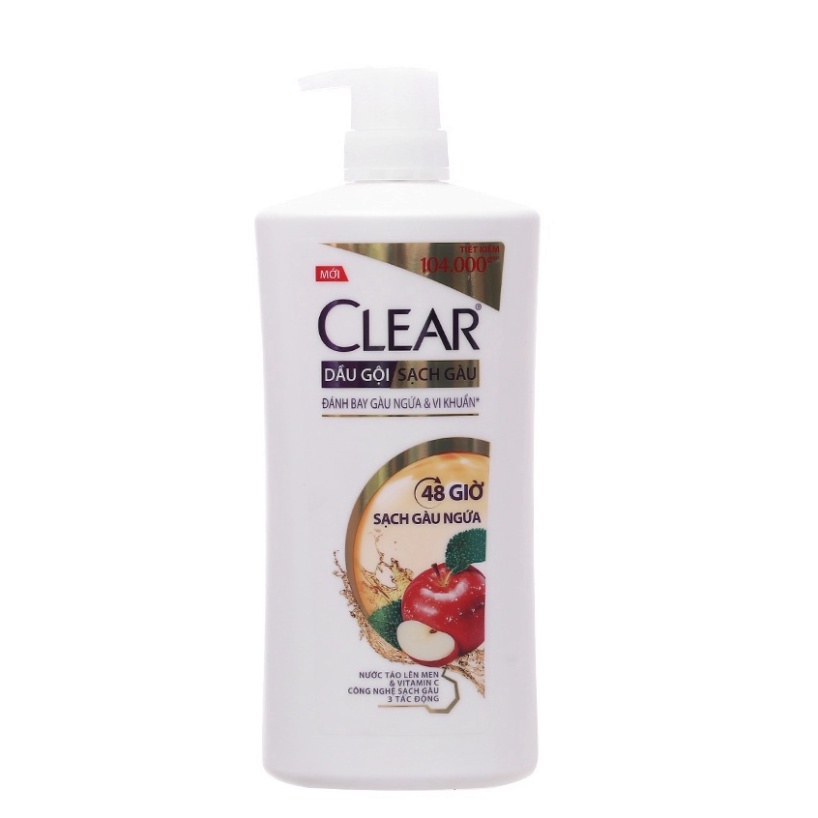 TIẾT KIỆM
104.000
MỚI
CLEAR®
DẦU GỘI SẠCH GÀU
ĐÁNH BAY GÀU NGỨA & VI KHUẨN*
48 GIỜ
SẠCH GÀU NGỨA
NƯỚC TÁO LÊN MEN
& VITAMIN C
CÔNG NGHỆ SẠCH GÀU
3 TÁC ĐỘNG